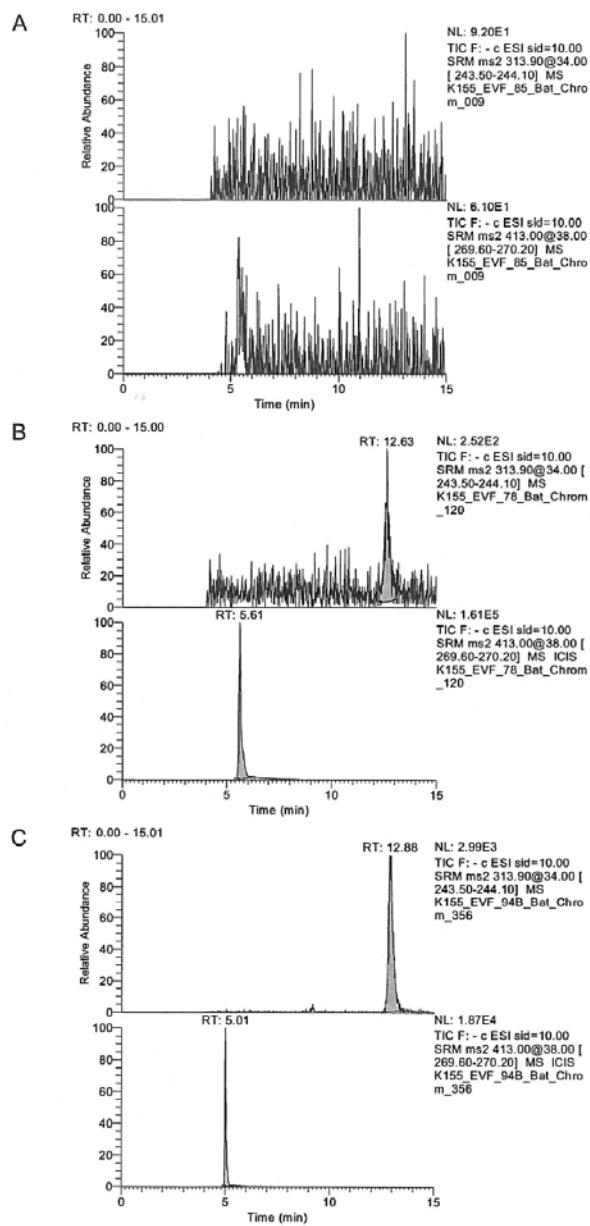 A
RT: 0.00 - 15.01
NL: 9.20E1
TIC F: - c ESI sid=10.00
SRM ms2 313.90@34.00
[ 243.50-244.10] MS
K155_EVF_85_Bat_Chro
m_009
Relative Abundance
100
80
60
40
20
0
NL: 6.10E1
TIC F: - c ESI sid=10.00
SRM ms2 413.00@38.00
[ 269.60-270.20] MS
K155_EVF_85_Bat_Chro
m_009
100
80
60
40
20
0
0 5 10 15
Time (min)
B
RT: 0.00 - 15.00
RT: 12.63
NL: 2.52E2
TIC F: - c ESI sid=10.00
SRM ms2 313.90@34.00 [
243.50-244.10] MS
K155_EVF_78_Bat_Chrom
_120
Relative Abundance
100
80
60
40
20
0
RT: 5.61
NL: 1.61E5
TIC F: - c ESI sid=10.00
SRM ms2 413.00@38.00 [
269.60-270.20] MS ICIS
K155_EVF_78_Bat_Chrom
_120
100
80
60
40
20
0
0 5 10 15
Time (min)
C
RT: 0.00 - 15.01
RT: 12.88
NL: 2.99E3
TIC F: - c ESI sid=10.00
SRM ms2 313.90@34.00 [
243.50-244.10] MS
K155_EVF_94B_Bat_Chro
m_356
Relative Abundance
100
80
60
40
20
0
RT: 5.01
NL: 1.87E4
TIC F: - c ESI sid=10.00
SRM ms2 413.00@38.00 [
269.60-270.20] MS ICIS
K155_EVF_94B_Bat_Chro
m_356
100
80
60
40
20
0
0 5 10 15
Time (min)